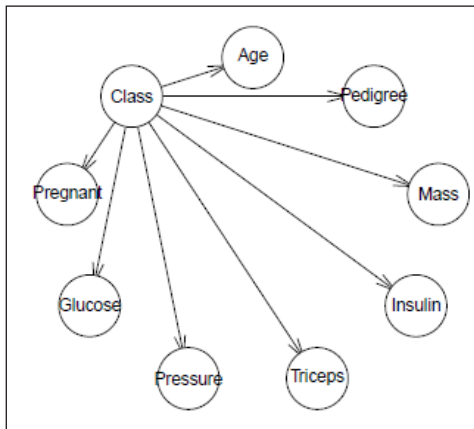 Age
Class
Pedigree
Pregnant
Mass
Glucose
Insulin
Pressure
Triceps